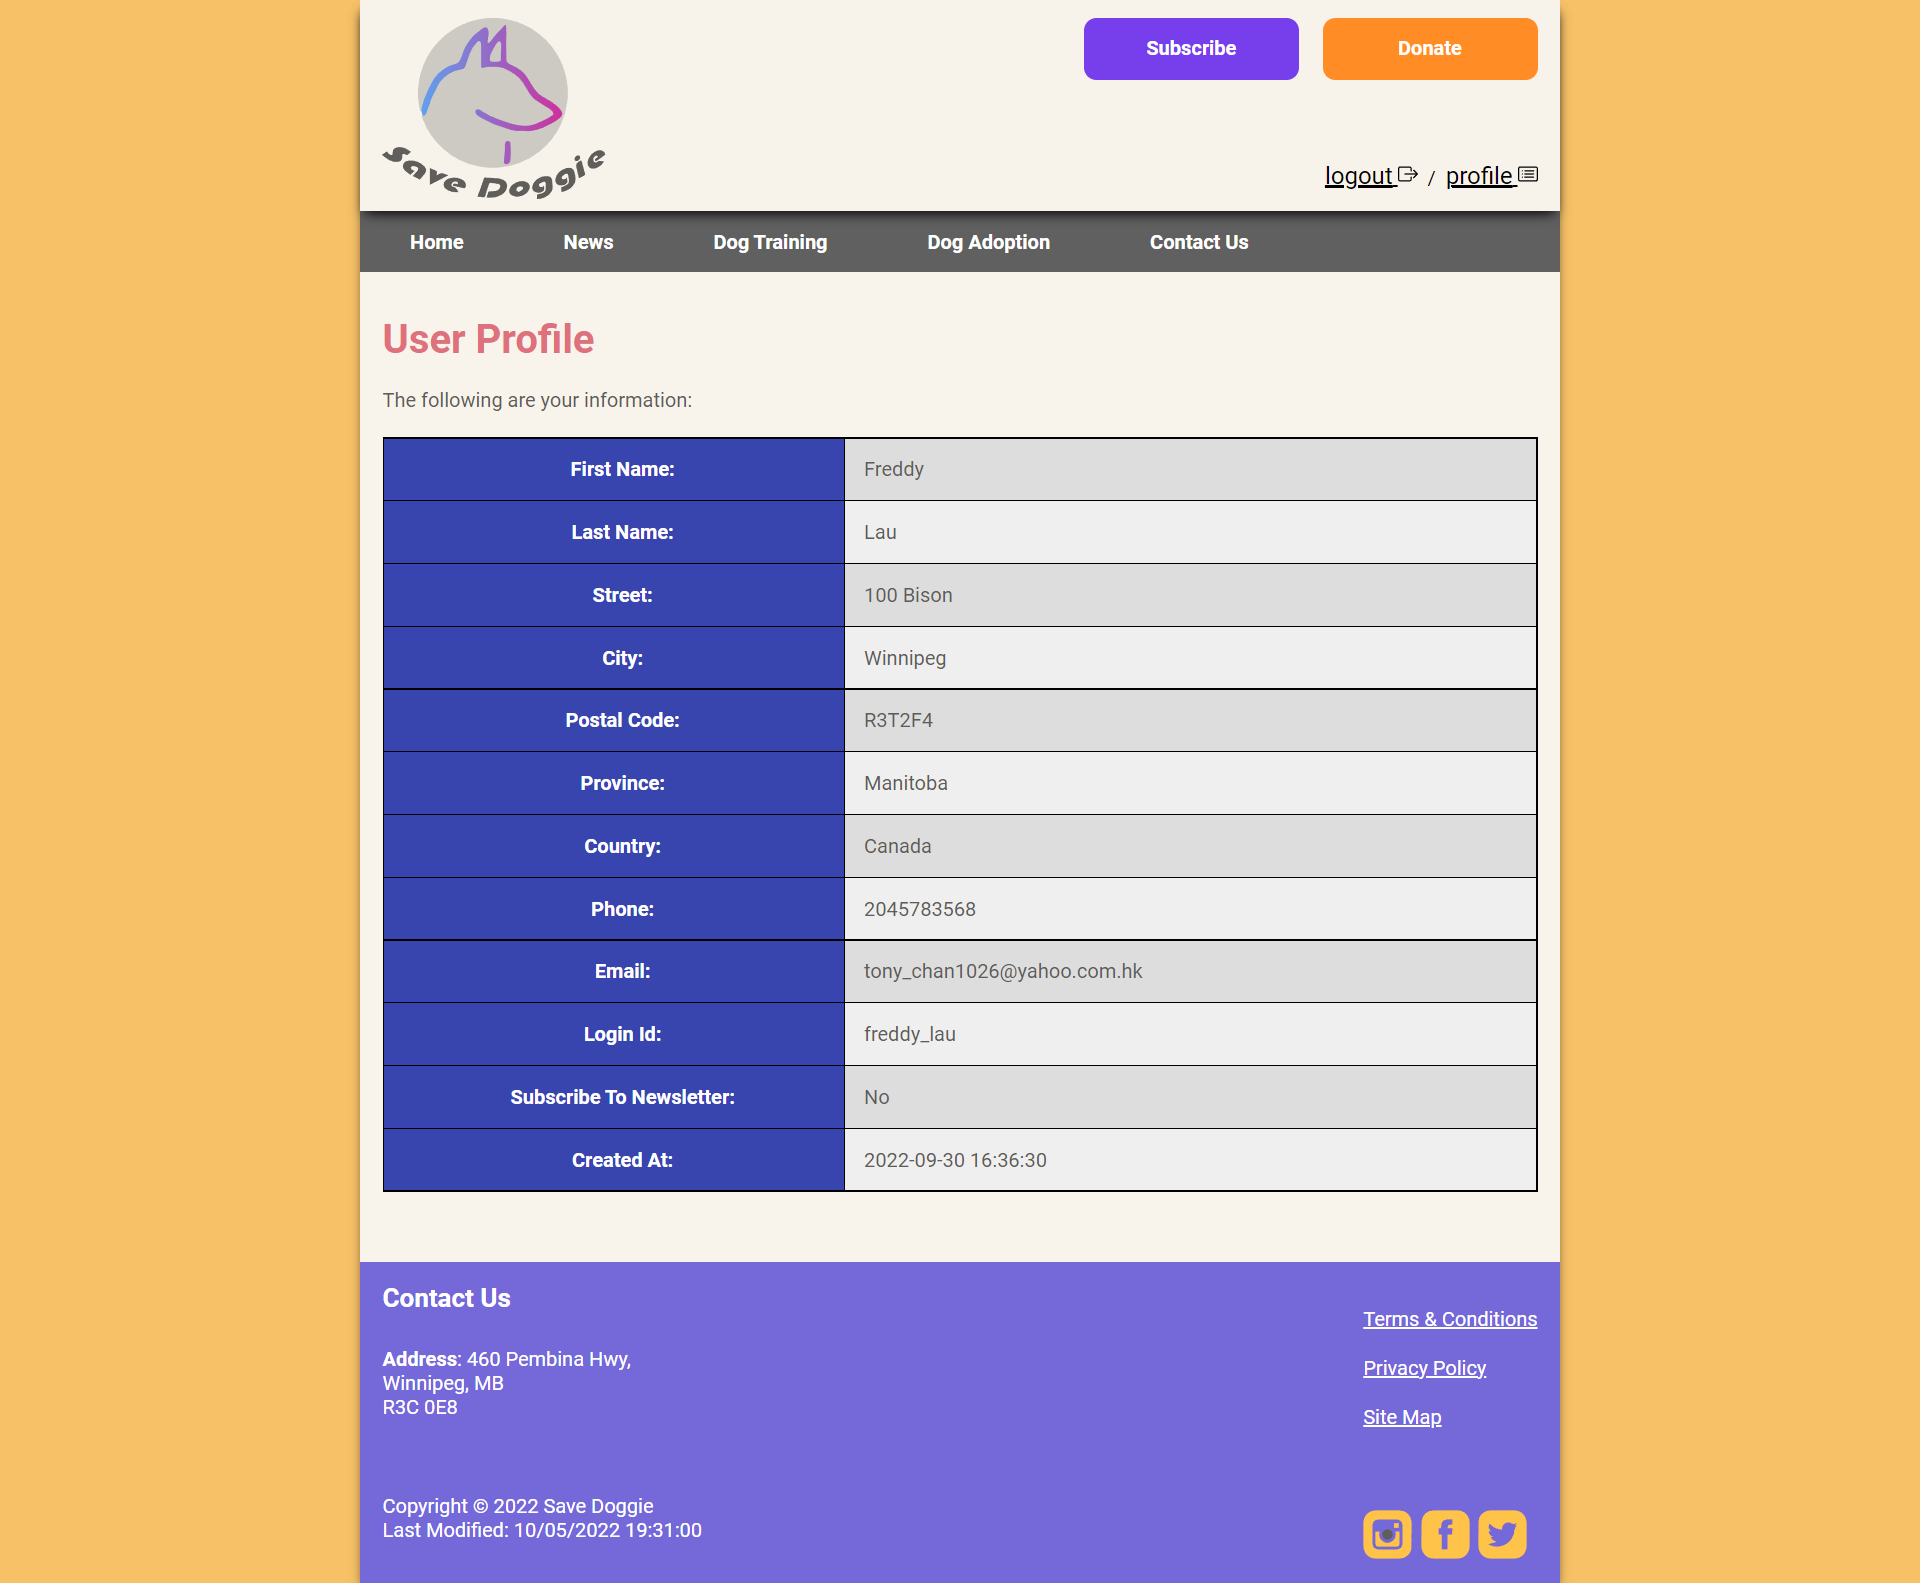 Save Doggie
Subscribe
Donate
logout / profile
Home News Dog Training Dog Adoption Contact Us
User Profile
The following are your information:
First Name: Freddy
Last Name: Lau
Street: 100 Bison
City: Winnipeg
Postal Code: R3T2F4
Province: Manitoba
Country: Canada
Phone: 2045783568
Email: tony_chan1026@yahoo.com.hk
Login Id: freddy_lau
Subscribe To Newsletter: No
Created At: 2022-09-30 16:36:30
Contact Us
Address: 460 Pembina Hwy,
Winnipeg, MB
R3C 0E8
Terms & Conditions
Privacy Policy
Site Map
Copyright © 2022 Save Doggie
Last Modified: 10/05/2022 19:31:00